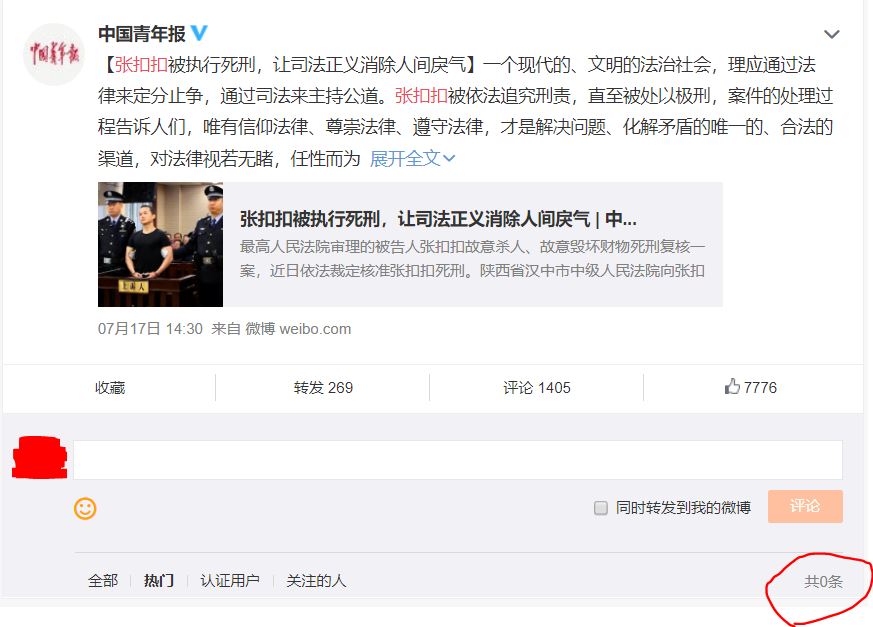 中国青年报
中国青年报
【张扣扣被执行死刑，让司法正义消除人间戾气】一个现代的、文明的法治社会，理应通过法
律来定分止争，通过司法来主持公道。张扣扣被依法追究刑责，直至被处以极刑，案件的处理过
程告诉人们，唯有信仰法律、尊崇法律、遵守法律，才是解决问题、化解矛盾的唯一的、合法的
渠道，对法律视若无睹，任性而为 展开全文
张扣扣被执行死刑，让司法正义消除人间戾气 | 中...
最高人民法院审理的被告人张扣扣故意杀人、故意毁坏财物死刑复核一
案，近日依法裁定核准张扣扣死刑。陕西省汉中市中级人民法院向张扣
上诉人
07月17日 14:30 来自 微博 weibo.com
收藏 转发 269 评论 1405 7776
同时转发到我的微博 评论
全部 热门 认证用户 关注的人 共0条